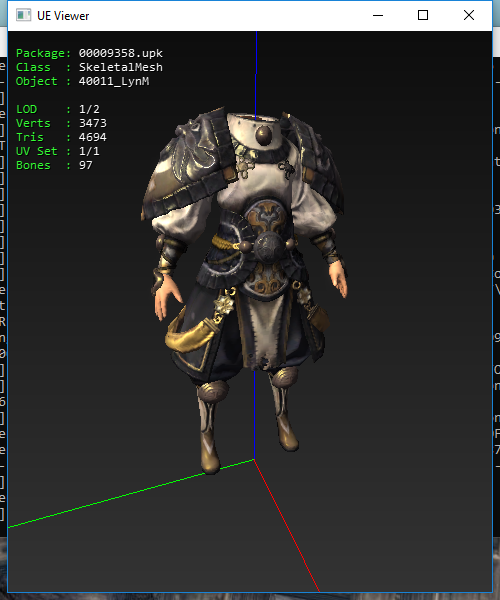 UE Viewer
Package: 00009358.upk
Class : SkeletalMesh
Object : 40011_LynM
LOD : 1/2
Verts : 3473
Tris : 4694
UV Set : 1/1
Bones : 97